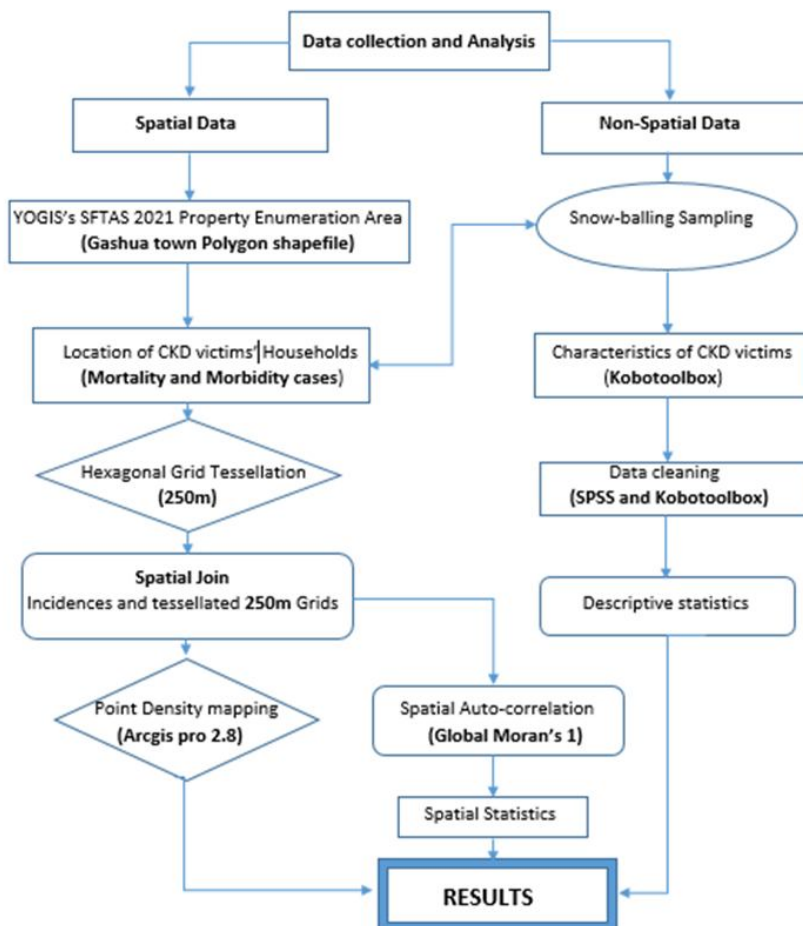 Data collection and Analysis
Spatial Data
Non-Spatial Data
YOGIS's SFTAS 2021 Property Enumeration Area
(Gashua town Polygon shapefile)
Snow-balling Sampling
Location of CKD victims' Households
(Mortality and Morbidity cases)
Characteristics of CKD victims
(Kobotoolbox)
Hexagonal Grid Tessellation
(250m)
Data cleaning
(SPSS and Kobotoolbox)
Spatial Join
Incidences and tessellated 250m Grids
Descriptive statistics
Point Density mapping
(Arcgis pro 2.8)
Spatial Auto-correlation
(Global Moran's 1)
Spatial Statistics
RESULTS